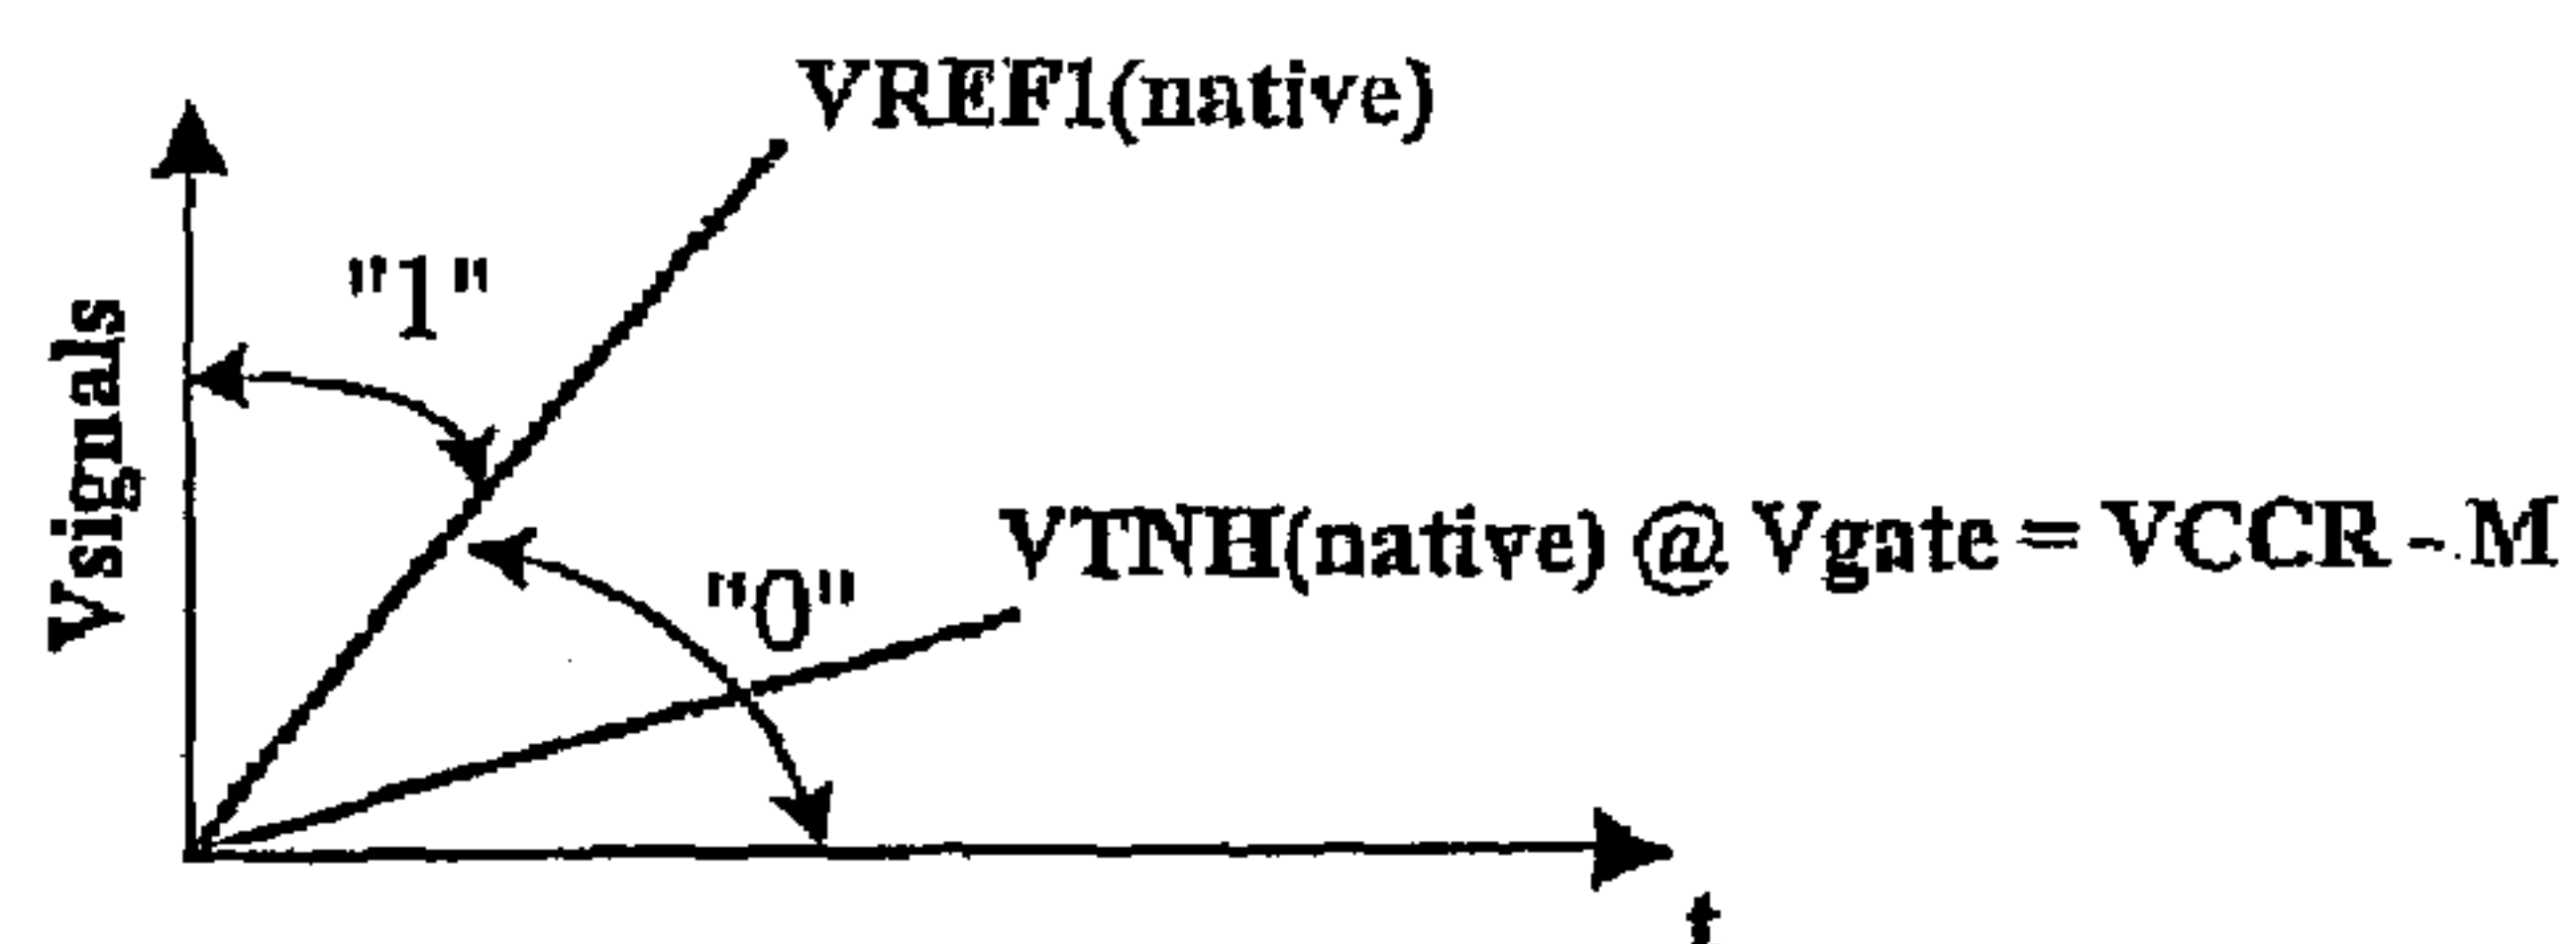 VREF1(native)
"1"
Vsignals
VTNH(native) @ Vgate = VCCR - M
"0"
t